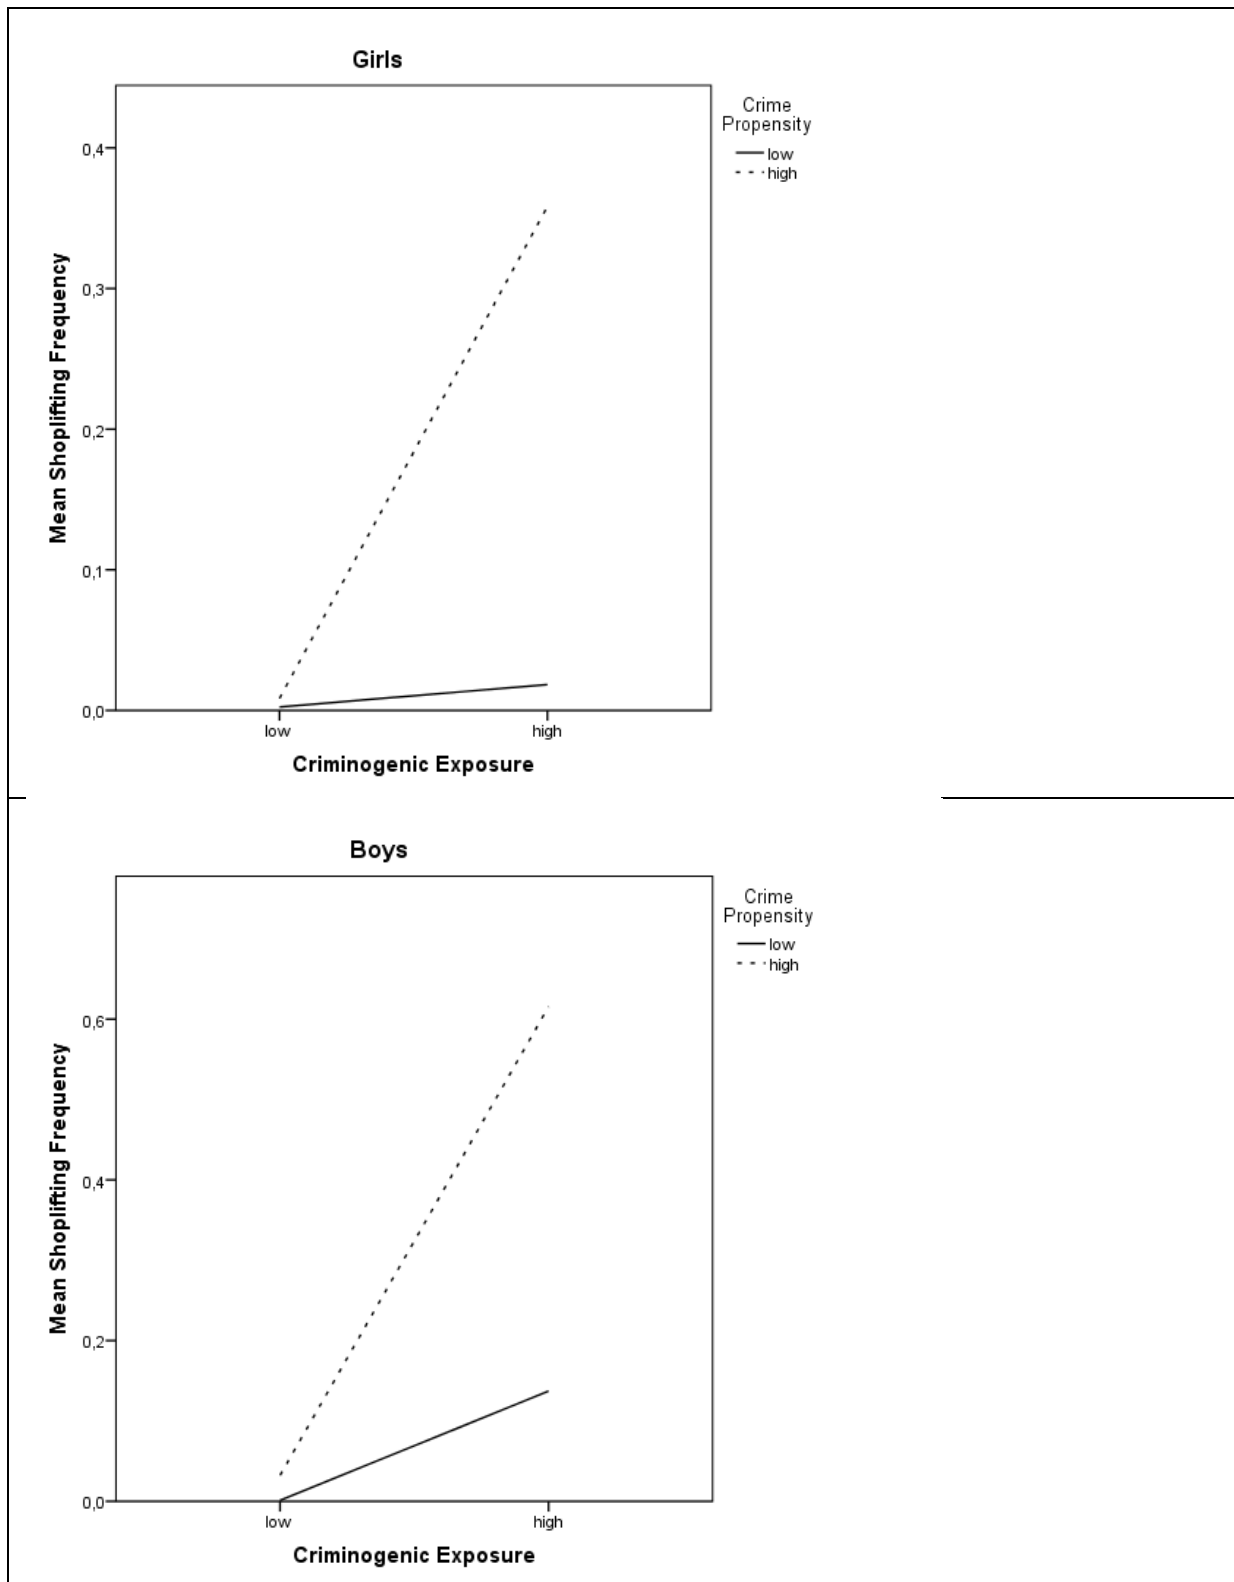 Girls
Crime
Propensity
low
high
0,4
0,3
0,2
0,1
0,0
Mean Shoplifting Frequency
low
high
Criminogenic Exposure
Boys
Crime
Propensity
low
high
0,6
0,4
0,2
0,0
Mean Shoplifting Frequency
low
high
Criminogenic Exposure